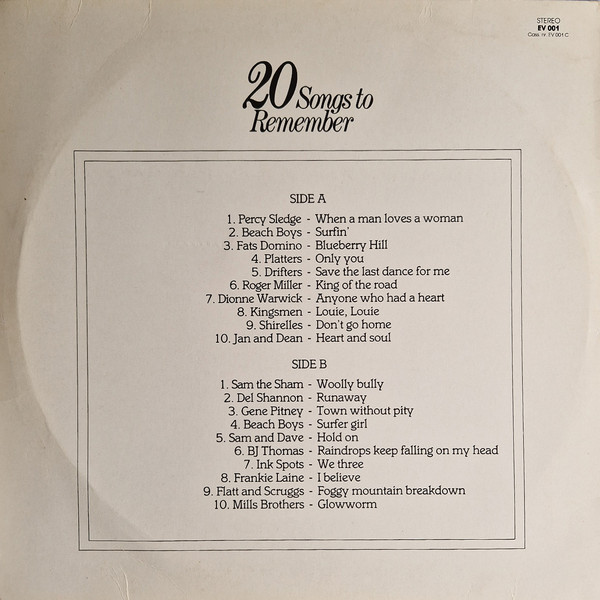 STEREO
EV 001
Cass. nr. EV 001-C
20 Songs to
Remember
SIDE A
1. Percy Sledge - When a man loves a woman
2. Beach Boys - Surfin'
3. Fats Domino - Blueberry Hill
4. Platters - Only you
5. Drifters - Save the last dance for me
6. Roger Miller - King of the road
7. Dionne Warwick - Anyone who had a heart
8. Kingsmen - Louie, Louie
9. Shirelles - Don't go home
10. Jan and Dean - Heart and soul
SIDE B
1. Sam the Sham - Woolly bully
2. Del Shannon - Runaway
3. Gene Pitney - Town without pity
4. Beach Boys - Surfer girl
5. Sam and Dave - Hold on
6. BJ Thomas - Raindrops keep falling on my head
7. Ink Spots - We three
8. Frankie Laine - I believe
9. Flatt and Scruggs - Foggy mountain breakdown
10. Mills Brothers - Glowworm